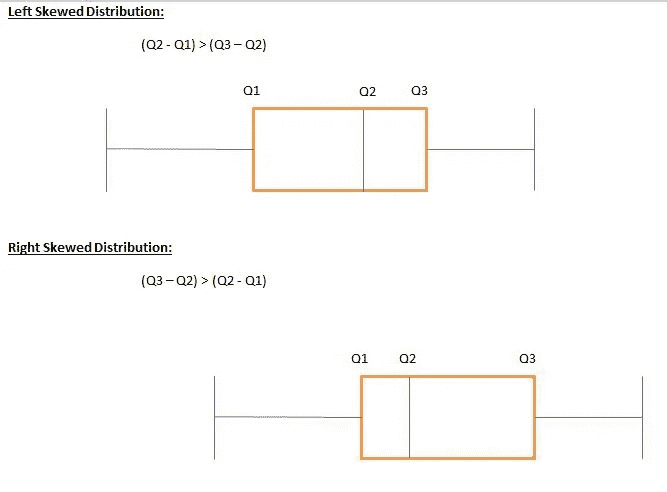 Left Skewed Distribution:
(Q2 - Q1) > (Q3 – Q2)
Q1 Q2 Q3
Right Skewed Distribution:
(Q3 – Q2) > (Q2 - Q1)
Q1 Q2 Q3